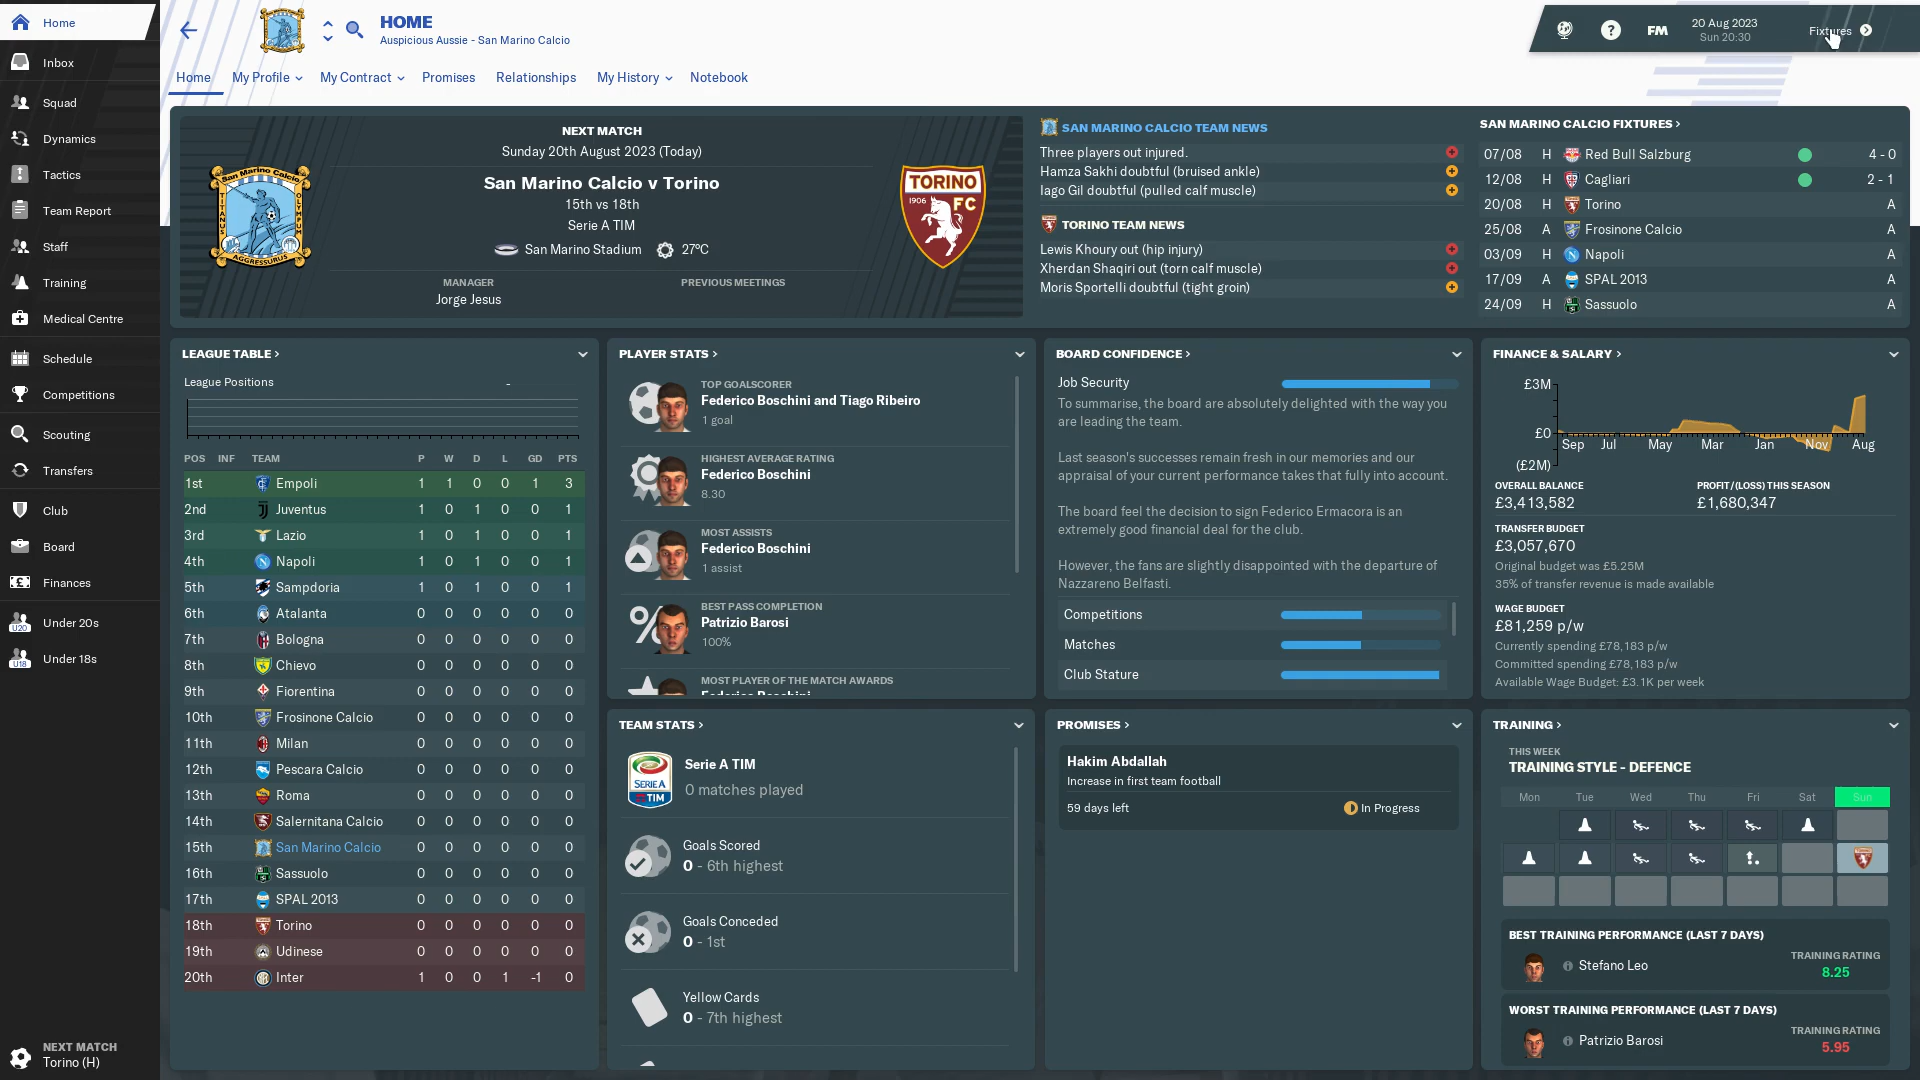 Home
Inbox
Squad
Dynamics
Tactics
Team Report
Staff
Training
Medical Centre
Schedule
Competitions
Scouting
Transfers
Club
Board
Finances
U20 Under 20s
U18 Under 18s
NEXT MATCH
Torino (H)
HOME
Auspicious Aussie - San Marino Calcio
FM
20 Aug 2023
Sun 20:30
Fixtures
Home My Profile My Contract Promises Relationships My History Notebook
NEXT MATCH
Sunday 20th August 2023 (Today)
San Marino Calcio v Torino
15th vs 18th
Serie A TIM
San Marino Stadium 27°C
MANAGER
Jorge Jesus
PREVIOUS MEETINGS
San Marino Calcio
TITANUS
OLYMPUM
AGGRESSURUS
TORINO
1906 FC
SAN MARINO CALCIO TEAM NEWS
Three players out injured.
Hamza Sakhi doubtful (bruised ankle)
Iago Gil doubtful (pulled calf muscle)
TORINO TEAM NEWS
Lewis Khoury out (hip injury)
Xherdan Shaqiri out (torn calf muscle)
Moris Sportelli doubtful (tight groin)
SAN MARINO CALCIO FIXTURES >
07/08 H Red Bull Salzburg 4 - 0
12/08 H Cagliari 2 - 1
20/08 H Torino A
25/08 A Frosinone Calcio A
03/09 H Napoli A
17/09 A SPAL 2013 A
24/09 H Sassuolo A
LEAGUE TABLE >
League Positions -
POS INF TEAM P W D L GD PTS
1st Empoli 1 1 0 0 1 3
2nd Juventus 1 0 1 0 0 1
3rd Lazio 1 0 1 0 0 1
4th Napoli 1 0 1 0 0 1
5th Sampdoria 1 0 1 0 0 1
6th Atalanta 0 0 0 0 0 0
7th Bologna 0 0 0 0 0 0
8th Chievo 0 0 0 0 0 0
9th Fiorentina 0 0 0 0 0 0
10th Frosinone Calcio 0 0 0 0 0 0
11th Milan 0 0 0 0 0 0
12th Pescara Calcio 0 0 0 0 0 0
13th Roma 0 0 0 0 0 0
14th Salernitana Calcio 0 0 0 0 0 0
15th San Marino Calcio 0 0 0 0 0 0
16th Sassuolo 0 0 0 0 0 0
17th SPAL 2013 0 0 0 0 0 0
18th Torino 0 0 0 0 0 0
19th Udinese 0 0 0 0 0 0
20th Inter 1 0 0 1 -1 0
PLAYER STATS >
TOP GOALSCORER
Federico Boschini and Tiago Ribeiro
1 goal
HIGHEST AVERAGE RATING
Federico Boschini
8.30
MOST ASSISTS
Federico Boschini
1 assist
BEST PASS COMPLETION
Patrizio Barosi
100%
MOST PLAYER OF THE MATCH AWARDS
Federico Boschini
BOARD CONFIDENCE >
Job Security
To summarise, the board are absolutely delighted with the way you
are leading the team.
Last season's successes remain fresh in our memories and our
appraisal of your current performance takes that fully into account.
The board feel the decision to sign Federico Ermacora is an
extremely good financial deal for the club.
However, the fans are slightly disappointed with the departure of
Nazzareno Belfasti.
Competitions
Matches
Club Stature
FINANCE & SALARY >
£3M
£0
(£2M)
Sep Jul May Mar Jan Nov Aug
OVERALL BALANCE
£3,413,582
PROFIT/(LOSS) THIS SEASON
£1,680,347
TRANSFER BUDGET
£3,057,670
Original budget was £5.25M
35% of transfer revenue is made available
WAGE BUDGET
£81,259 p/w
Currently spending £78,183 p/w
Committed spending £78,183 p/w
Available Wage Budget: £3.1K per week
TEAM STATS >
SERIE A
TIM
Serie A TIM
0 matches played
Goals Scored
0 - 6th highest
Goals Conceded
0 - 1st
Yellow Cards
0 - 7th highest
PROMISES >
Hakim Abdallah
Increase in first team football
59 days left In Progress
TRAINING >
THIS WEEK
TRAINING STYLE - DEFENCE
Mon Tue Wed Thu Fri Sat Sun
BEST TRAINING PERFORMANCE (LAST 7 DAYS)
Stefano Leo
TRAINING RATING
8.25
WORST TRAINING PERFORMANCE (LAST 7 DAYS)
Patrizio Barosi
TRAINING RATING
5.95